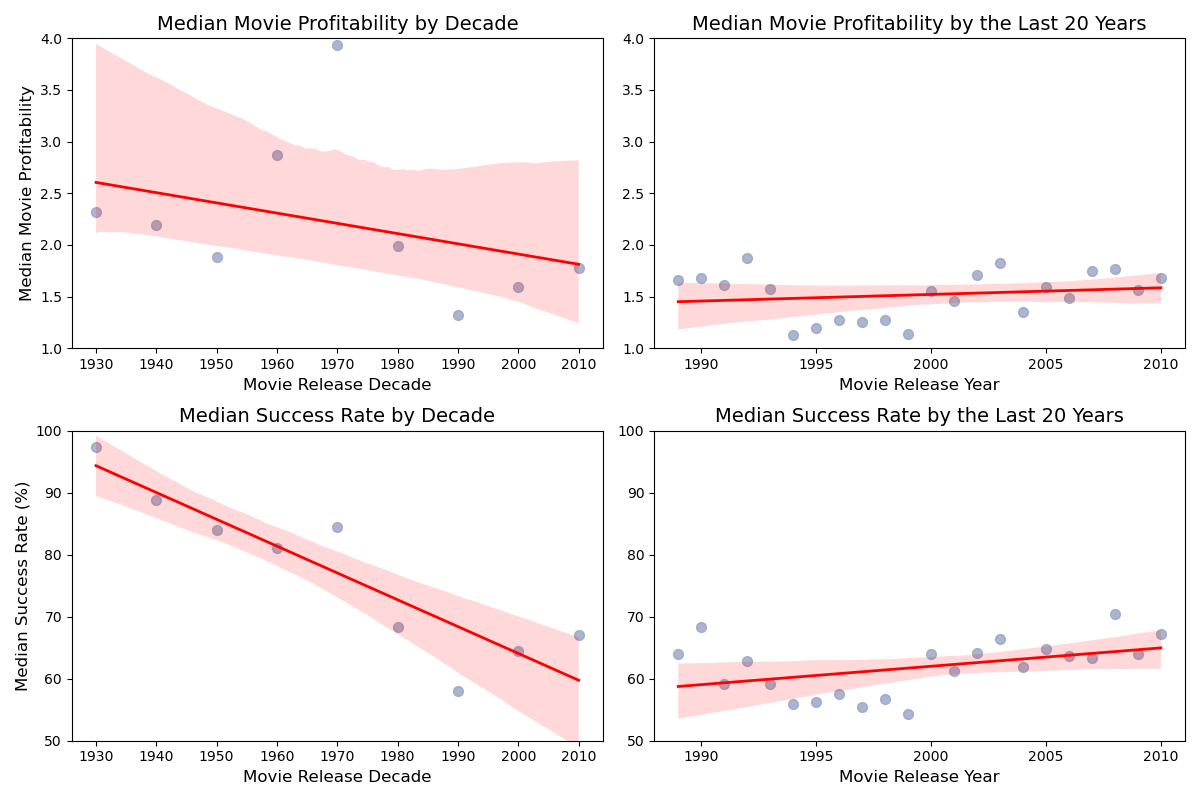 Median Movie Profitability by Decade
Median Movie Profitability
4.0
3.5
3.0
2.5
2.0
1.5
1.0
1930 1940 1950 1960 1970 1980 1990 2000 2010
Movie Release Decade
Median Movie Profitability by the Last 20 Years
4.0
3.5
3.0
2.5
2.0
1.5
1.0
1990 1995 2000 2005 2010
Movie Release Year
Median Success Rate by Decade
Median Success Rate (%)
100
90
80
70
60
50
1930 1940 1950 1960 1970 1980 1990 2000 2010
Movie Release Decade
Median Success Rate by the Last 20 Years
100
90
80
70
60
50
1990 1995 2000 2005 2010
Movie Release Year